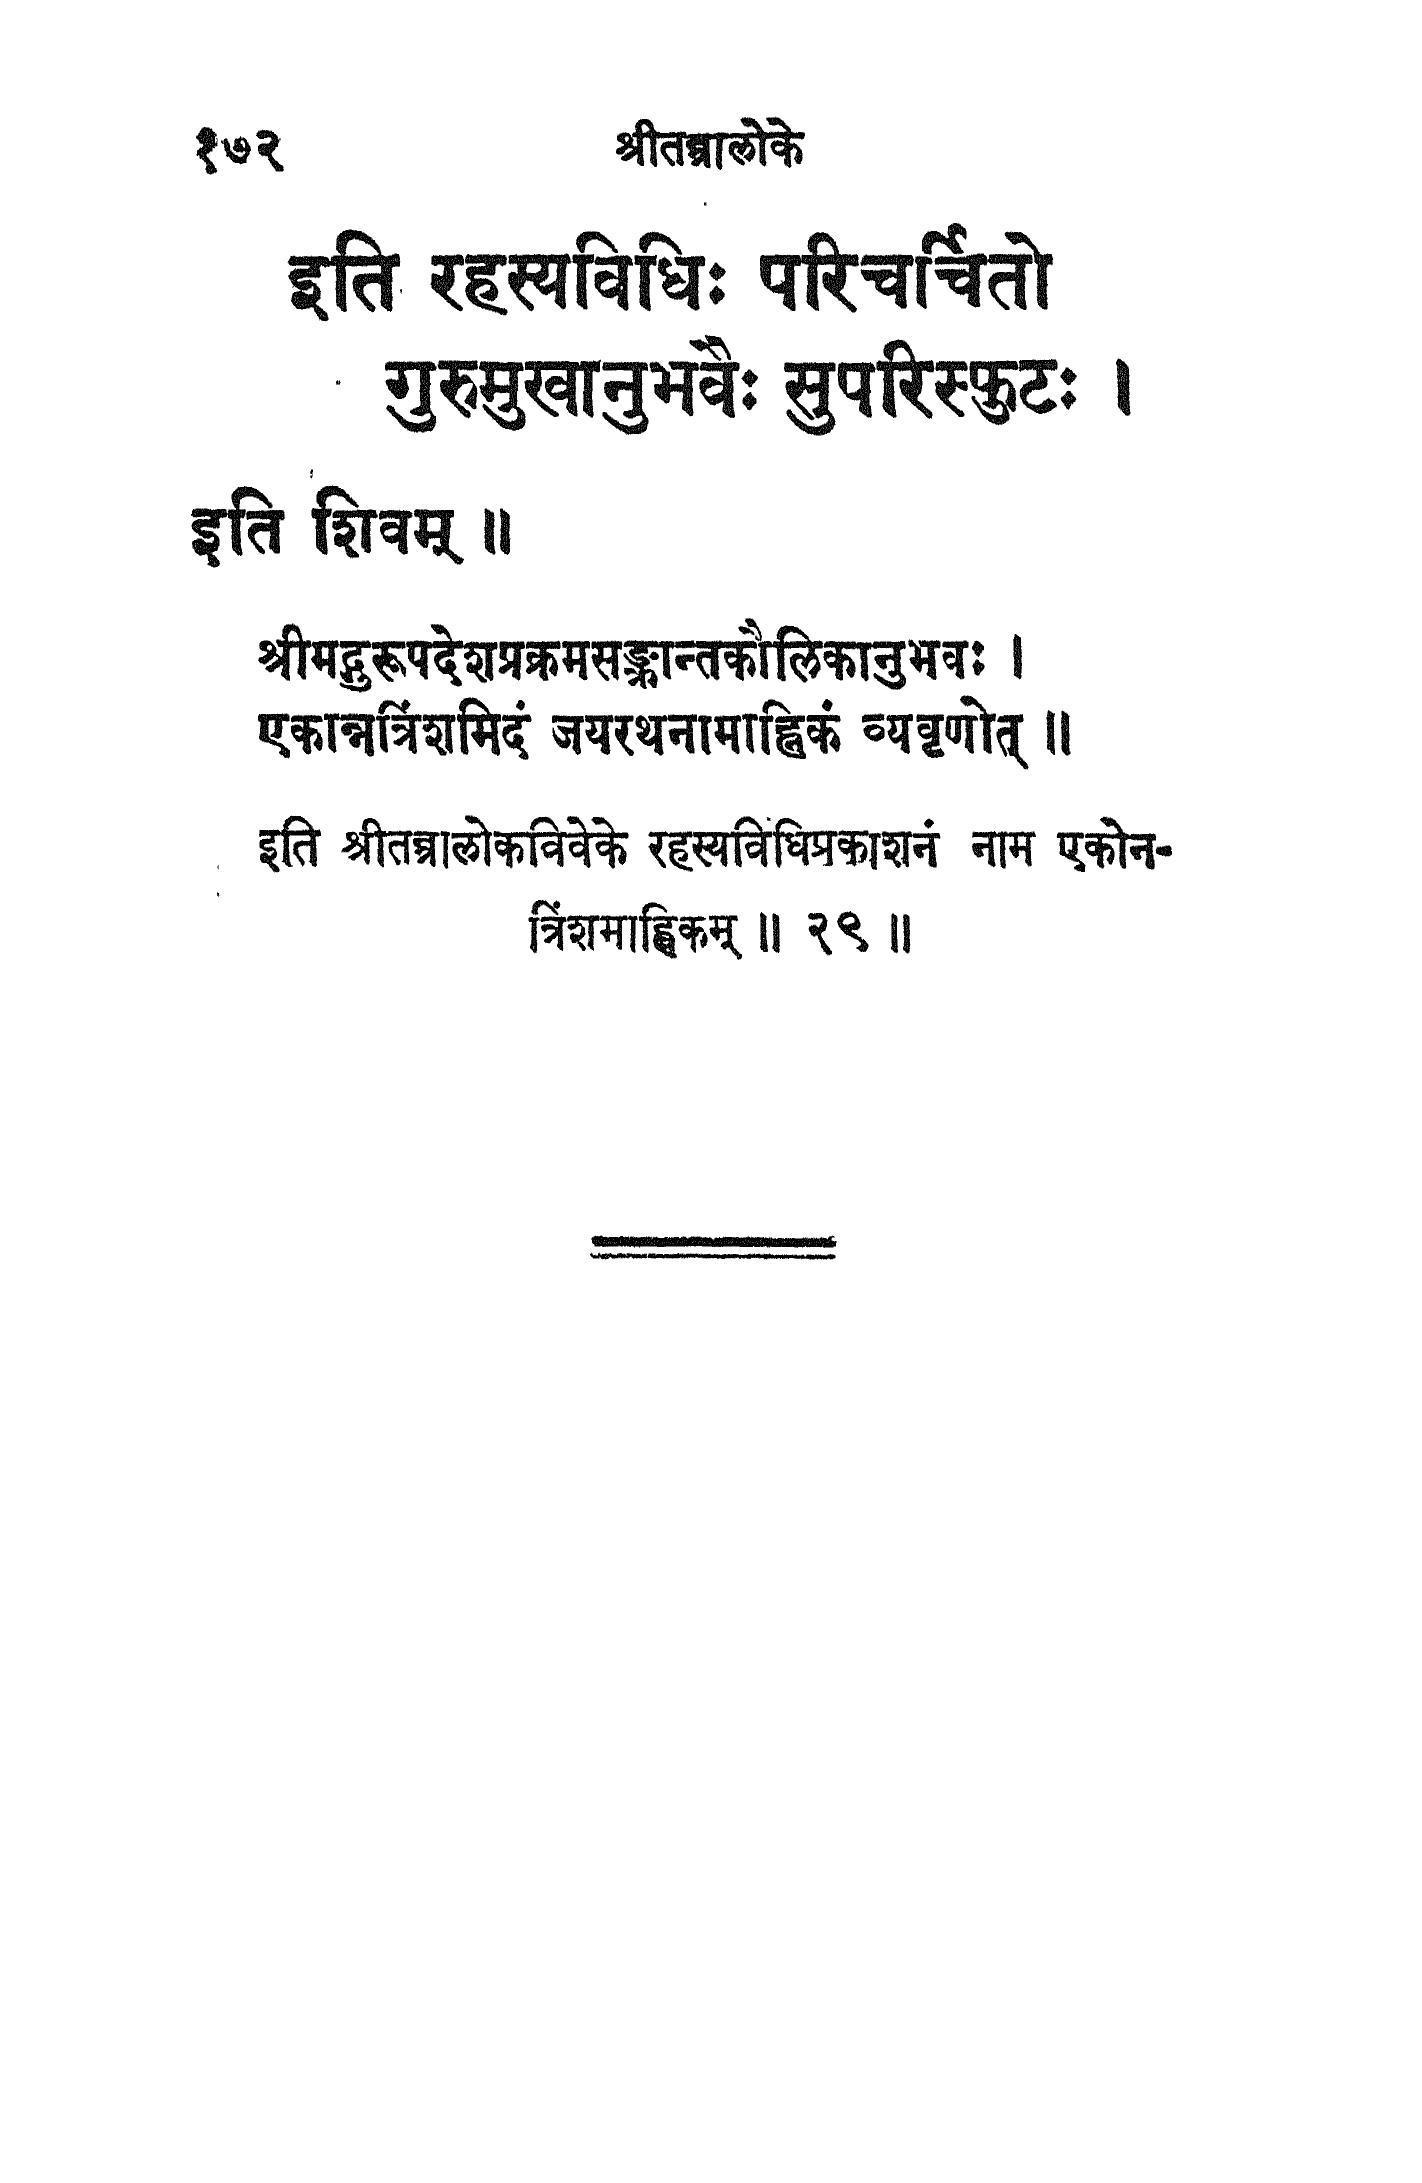 १७२ श्रीतन्त्रालोके
इति रहस्यविधिः परिचर्चितो
गुरुमुखानुभवैः सुपरिस्फुटः ।
इति शिवम् ॥
श्रीमद्गुरूपदेशप्रक्रमसङ्क्रान्तकौलिकानुभवः ।
एकान्नत्रिंशमिदं जयरथनामाह्निकं व्यवृणोत् ॥
इति श्रीतन्त्रालोकविवेके रहस्यविधिप्रकाशनं नाम एकोन-
त्रिंशमाह्निकम् ॥ २९ ॥